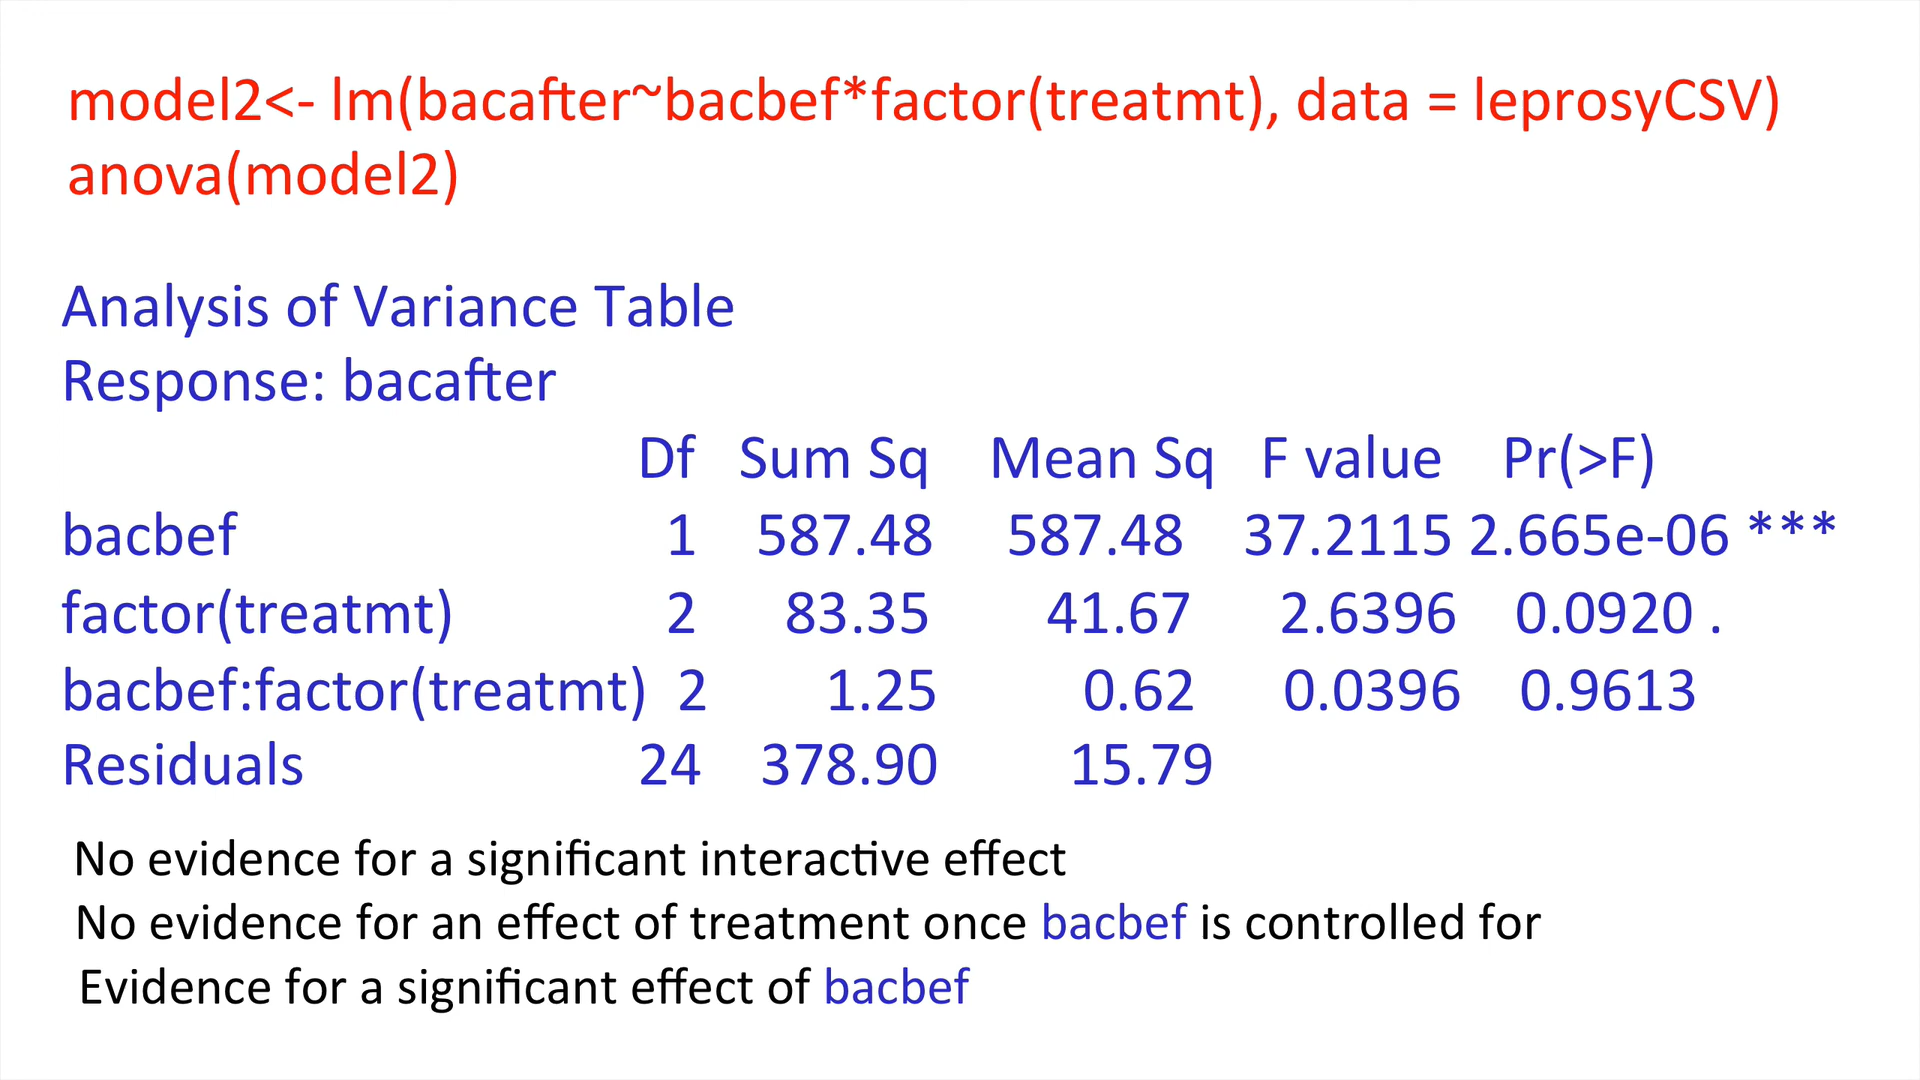 model2<- lm(bacafter~bacbef*factor(treatmt), data = leprosyCSV)
anova(model2)
Analysis of Variance Table
Response: bacafter
Df Sum Sq Mean Sq F value Pr(>F)
bacbef 1 587.48 587.48 37.2115 2.665e-06 ***
factor(treatmt) 2 83.35 41.67 2.6396 0.0920 .
bacbef:factor(treatmt) 2 1.25 0.62 0.0396 0.9613
Residuals 24 378.90 15.79
No evidence for a significant interactive effect
No evidence for an effect of treatment once bacbef is controlled for
Evidence for a significant effect of bacbef